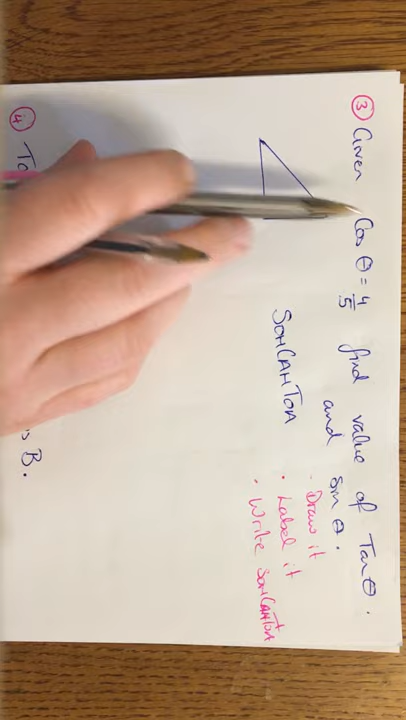 ③ Given Cos θ = 4/5 find value of Tan θ.
and Sin θ.
SOHCAHTOA
· Draw it
· Label it
· Write SOHCAHTOA
④
B.